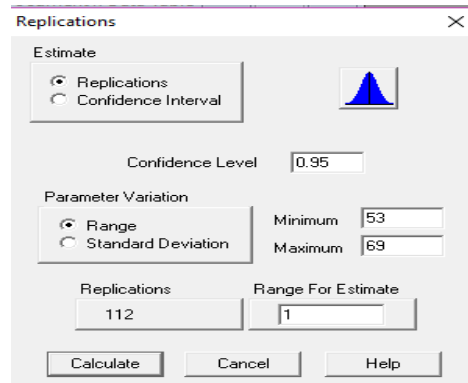 Replications
Estimate
Replications
Confidence Interval
Confidence Level 0.95
Parameter Variation
Range
Standard Deviation
Minimum 53
Maximum 69
Replications
112
Range For Estimate
1
Calculate Cancel Help